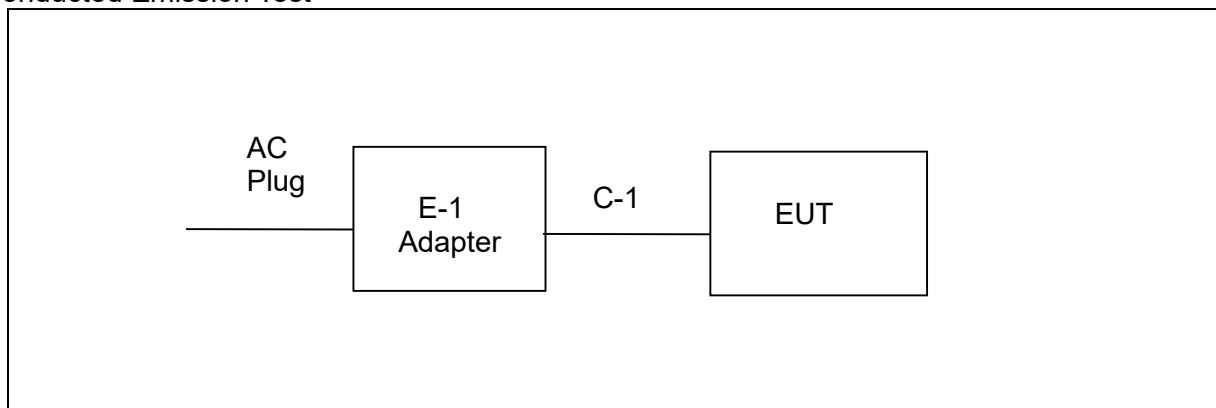 onducted Emission Test
AC
Plug
E-1
Adapter
C-1
EUT